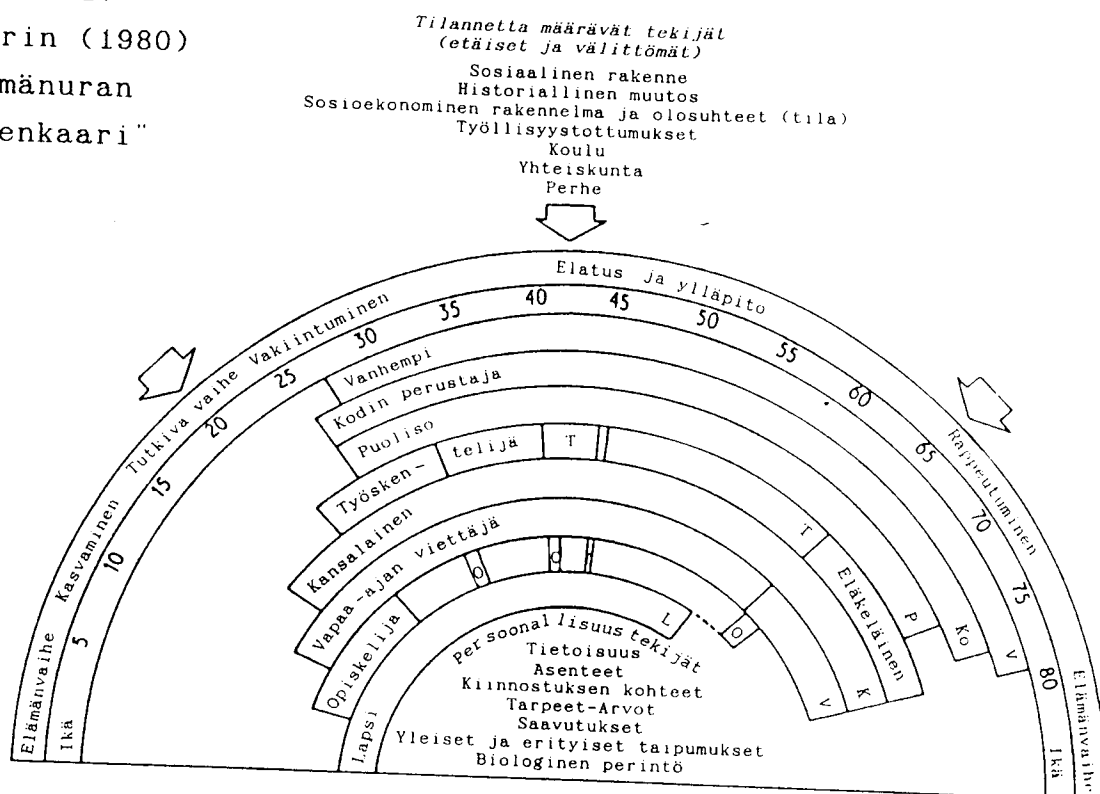 rin (1980)
mänuran
enkaari"
Tilannetta määrävät tekijät
(etäiset ja välittömät)
Sosiaalinen rakenne
Historiallinen muutos
Sosioekonominen rakennelma ja olosuhteet (tila)
Työllisyystottumukset
Koulu
Yhteiskunta
Perhe
Elämänvaihe Kasvaminen Tutkiva vaihe Vakiintuminen Elatus ja ylläpito Rappeutuminen Elämänvaihe
Ikä 5 10 15 20 25 30 35 40 45 50 55 60 65 70 75 80 Ikä
Vanhempi V
Kodin perustaja Ko
Puoliso P
Työsken- telijä T T Eläkeläinen
Kansalainen K
Vapaa-ajan viettäjä V
Opiskelija O O O
Lapsi L
Persoonallisuustekijät
Tietoisuus
Asenteet
Kiinnostuksen kohteet
Tarpeet-Arvot
Saavutukset
Yleiset ja erityiset taipumukset
Biologinen perintö